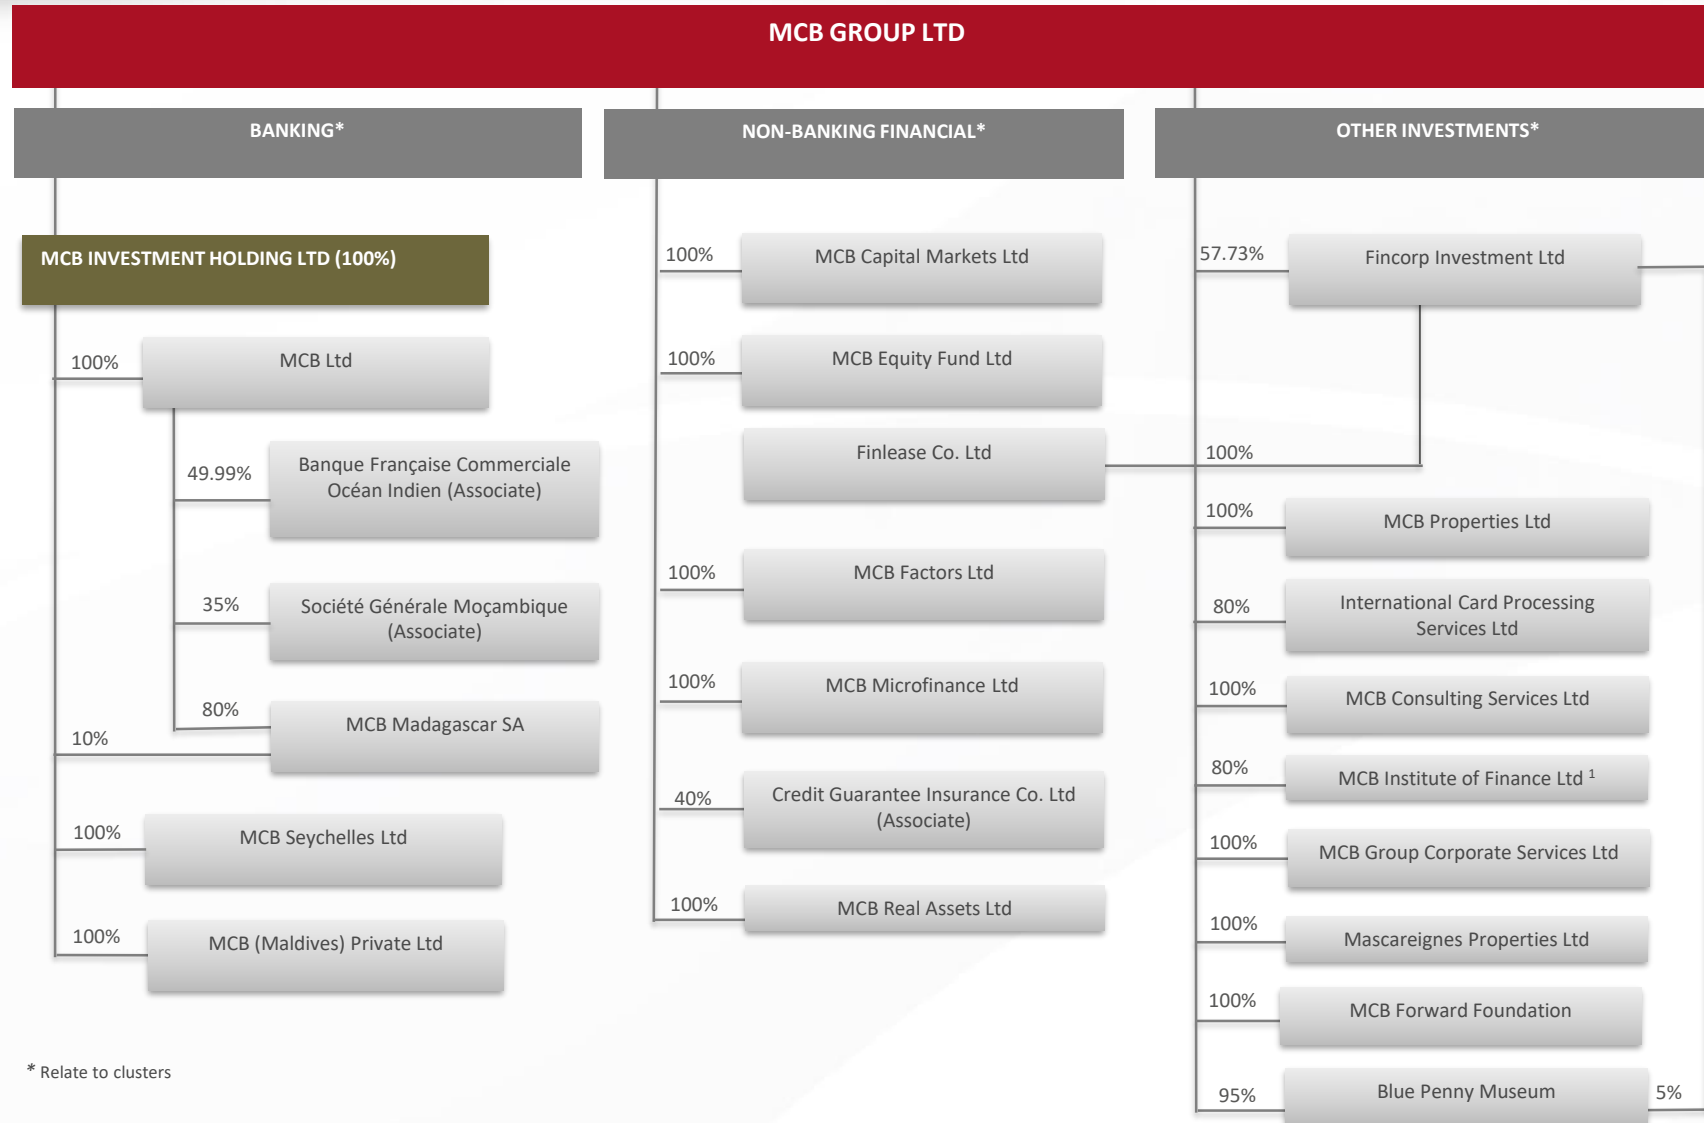 MCB GROUP LTD
BANKING*
MCB INVESTMENT HOLDING LTD (100%)
100%
MCB Ltd
49.99%
Banque Française Commerciale
Océan Indien (Associate)
35%
Société Générale Moçambique
(Associate)
80%
MCB Madagascar SA
10%
100%
MCB Seychelles Ltd
100%
MCB (Maldives) Private Ltd
NON-BANKING FINANCIAL*
100%
MCB Capital Markets Ltd
100%
MCB Equity Fund Ltd
Finlease Co. Ltd
100%
MCB Factors Ltd
100%
MCB Microfinance Ltd
40%
Credit Guarantee Insurance Co. Ltd
(Associate)
100%
MCB Real Assets Ltd
OTHER INVESTMENTS*
57.73%
Fincorp Investment Ltd
100%
100%
MCB Properties Ltd
80%
International Card Processing
Services Ltd
100%
MCB Consulting Services Ltd
80%
MCB Institute of Finance Ltd ¹
100%
MCB Group Corporate Services Ltd
100%
Mascareignes Properties Ltd
100%
MCB Forward Foundation
95%
Blue Penny Museum
5%
* Relate to clusters